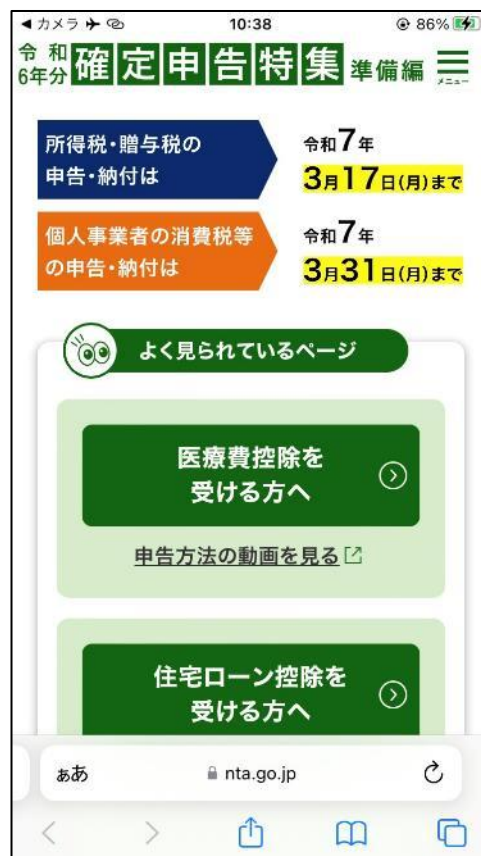 カメラ
10:38
86%
令和
6年分
確定申告特集
準備編
メニュー
所得税・贈与税の
申告・納付は
令和7年
3月17日(月)まで
個人事業者の消費税等
の申告・納付は
令和7年
3月31日(月)まで
よく見られているページ
医療費控除を
受ける方へ
申告方法の動画を見る
住宅ローン控除を
受ける方へ
ぁあ
nta.go.jp